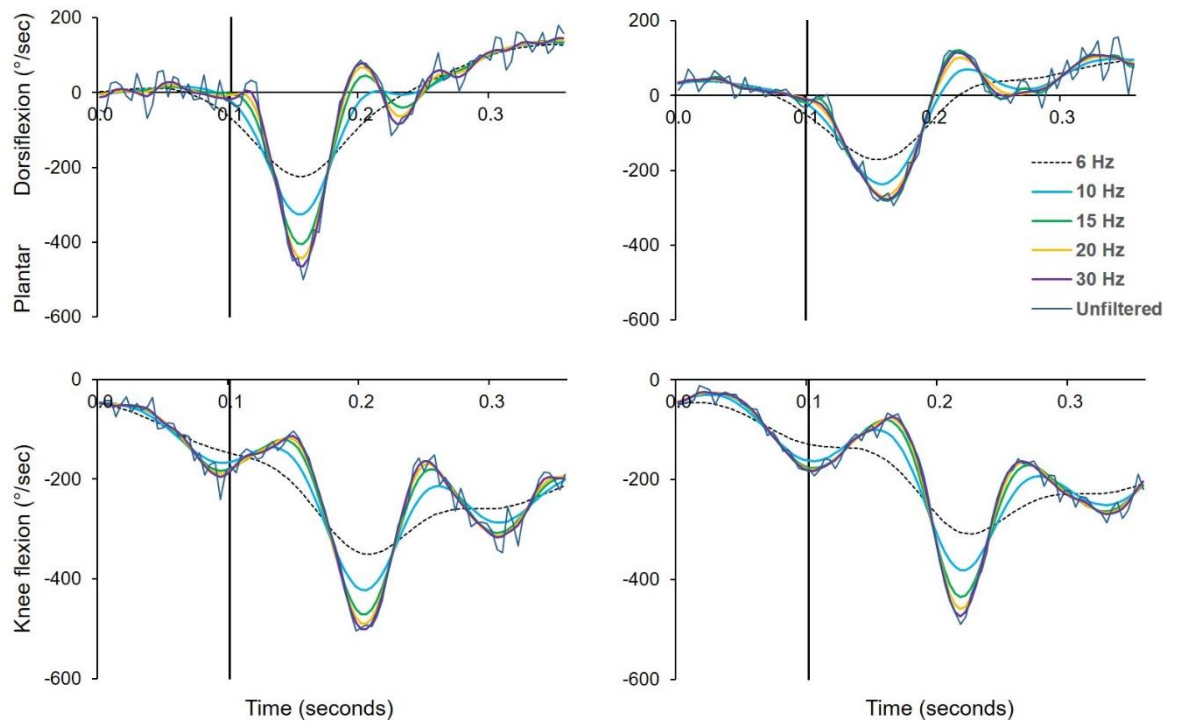 Plantar Dorsiflexion (°/sec)
200
0
-200
-400
-600
0.0 0.1 0.2 0.3
200
0
-200
-400
-600
0.0 0.1 0.2 0.3
6 Hz
10 Hz
15 Hz
20 Hz
30 Hz
Unfiltered
Knee flexion (°/sec)
0
-200
-400
-600
0.0 0.1 0.2 0.3
Time (seconds)
0
-200
-400
-600
0.0 0.1 0.2 0.3
Time (seconds)